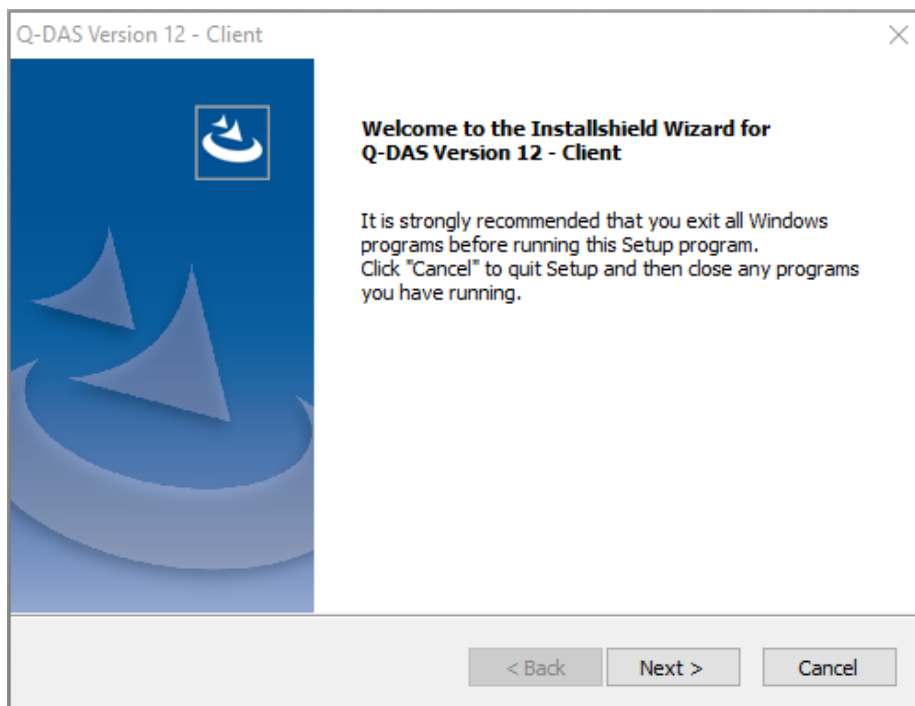 Q-DAS Version 12 - Client
Welcome to the Installshield Wizard for
Q-DAS Version 12 - Client
It is strongly recommended that you exit all Windows
programs before running this Setup program.
Click "Cancel" to quit Setup and then close any programs
you have running.
< Back
Next >
Cancel